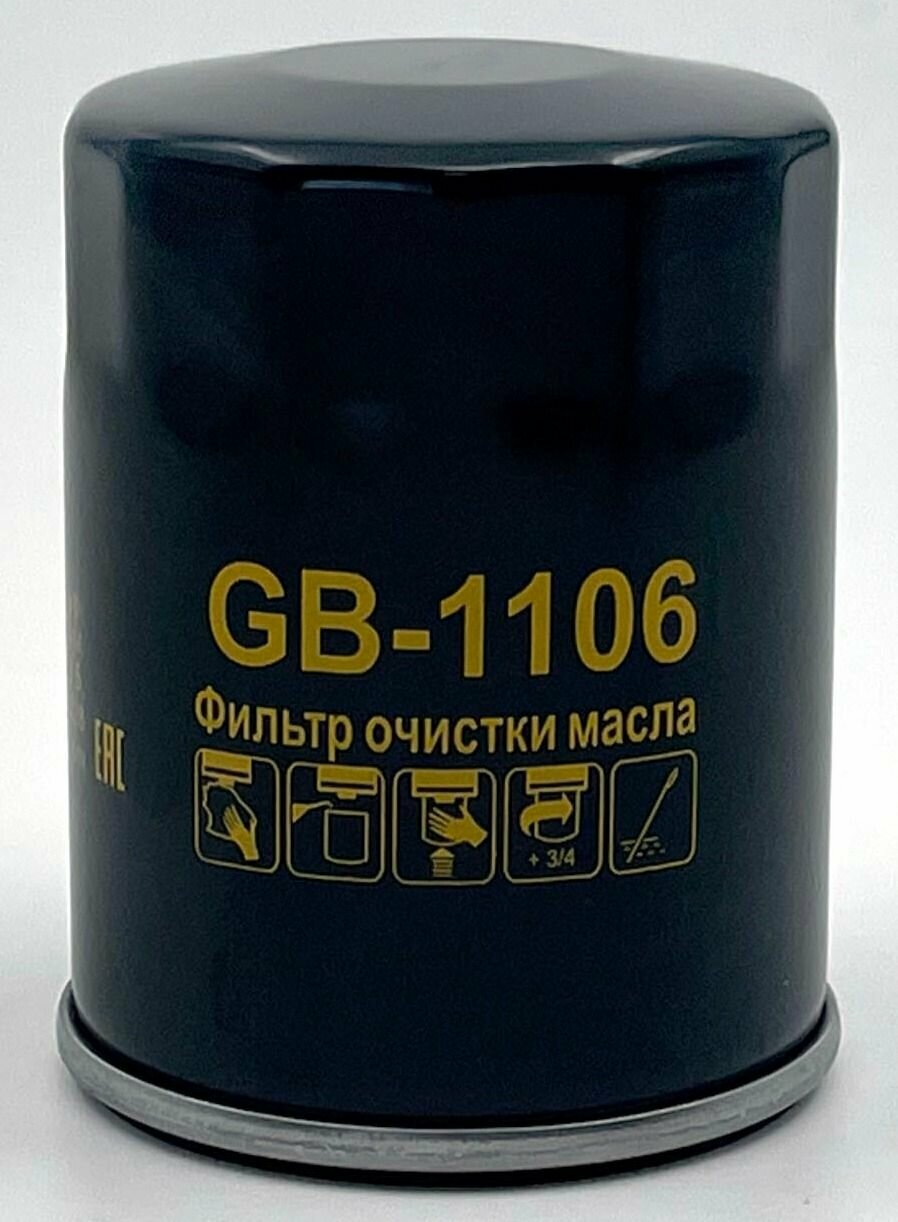 GB-1106
Фильтр очистки масла
EAC
+ 3/4